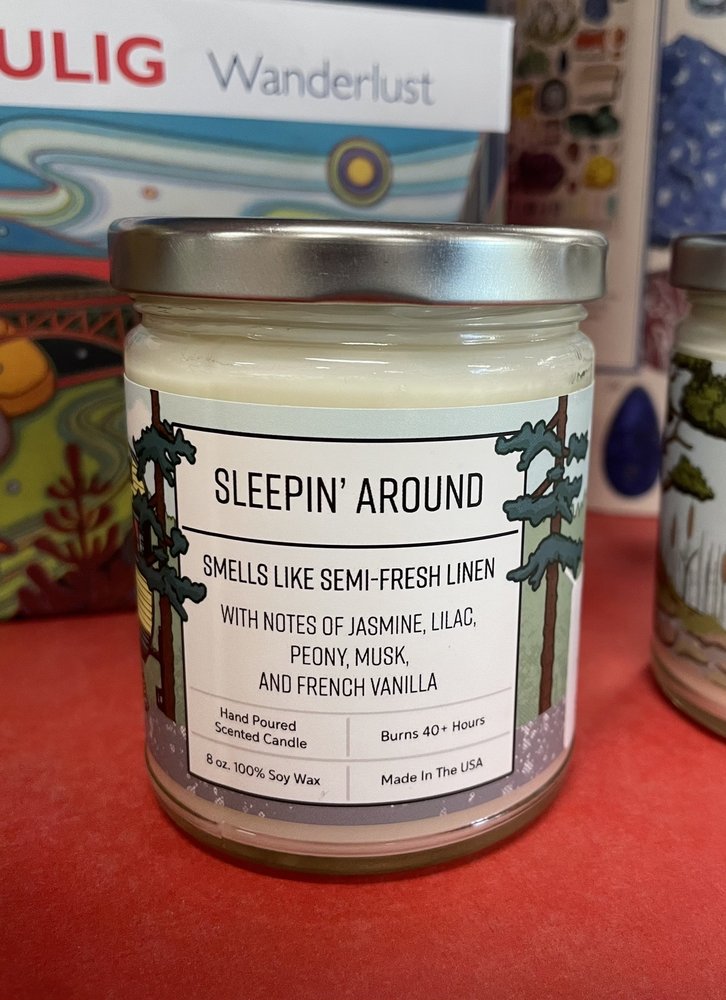 ULIG Wanderlust
SLEEPIN' AROUND
SMELLS LIKE SEMI-FRESH LINEN
WITH NOTES OF JASMINE, LILAC,
PEONY, MUSK,
AND FRENCH VANILLA
Hand Poured
Scented Candle
Burns 40+ Hours
8 oz. 100% Soy Wax
Made In The USA